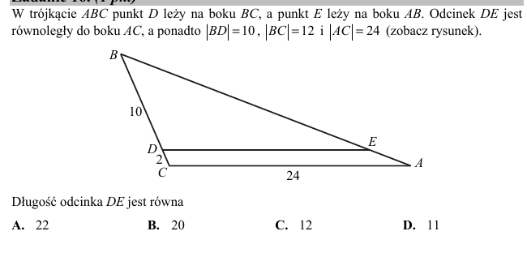 W trójkącie ABC punkt D leży na boku BC, a punkt E leży na boku AB. Odcinek DE jest
równoległy do boku AC, a ponadto |BD|=10, |BC|=12 i |AC|=24 (zobacz rysunek).
B
10
D
E
2
A
C
24
Długość odcinka DE jest równa
A. 22 B. 20 C. 12 D. 11